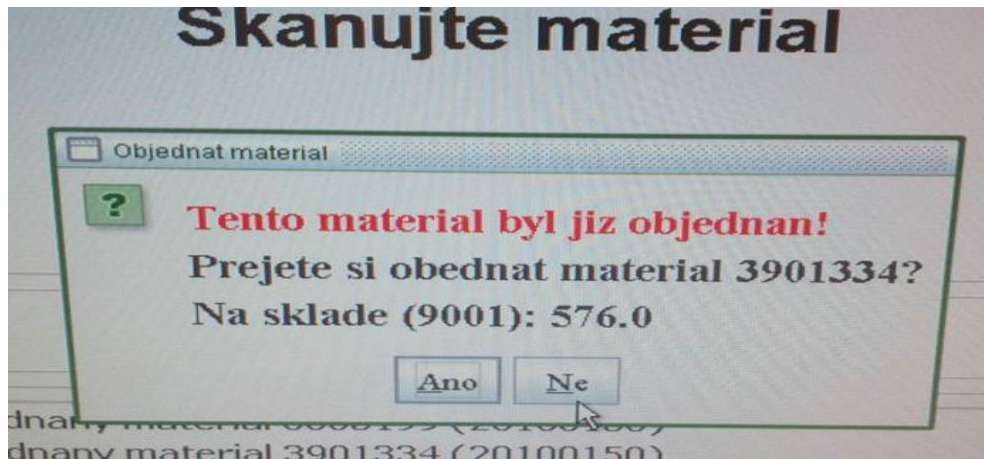 Skanujte material
Objednat material
?
Tento material byl jiz objednan!
Prejete si obednat material 3901334?
Na sklade (9001): 576.0
Ano Ne
material
dnany material 3901334 (20100150)